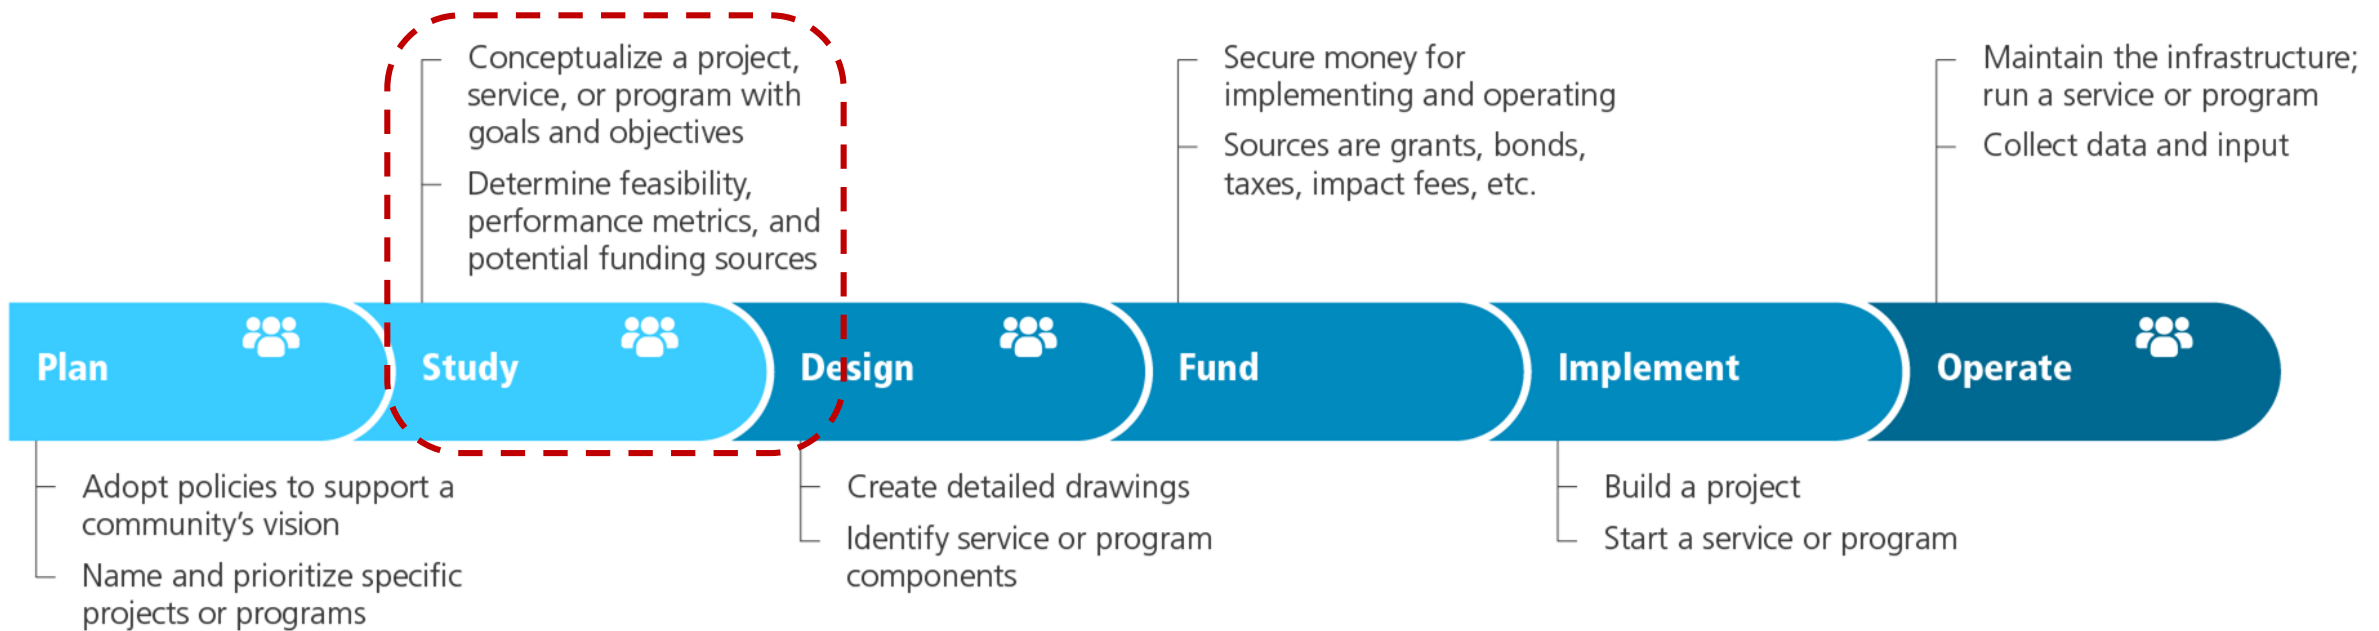 Conceptualize a project,
service, or program with
goals and objectives
Determine feasibility,
performance metrics, and
potential funding sources
Secure money for
implementing and operating
Sources are grants, bonds,
taxes, impact fees, etc.
Maintain the infrastructure;
run a service or program
Collect data and input
Plan
Study
Design
Fund
Implement
Operate
Adopt policies to support a
community’s vision
Name and prioritize specific
projects or programs
Create detailed drawings
Identify service or program
components
Build a project
Start a service or program